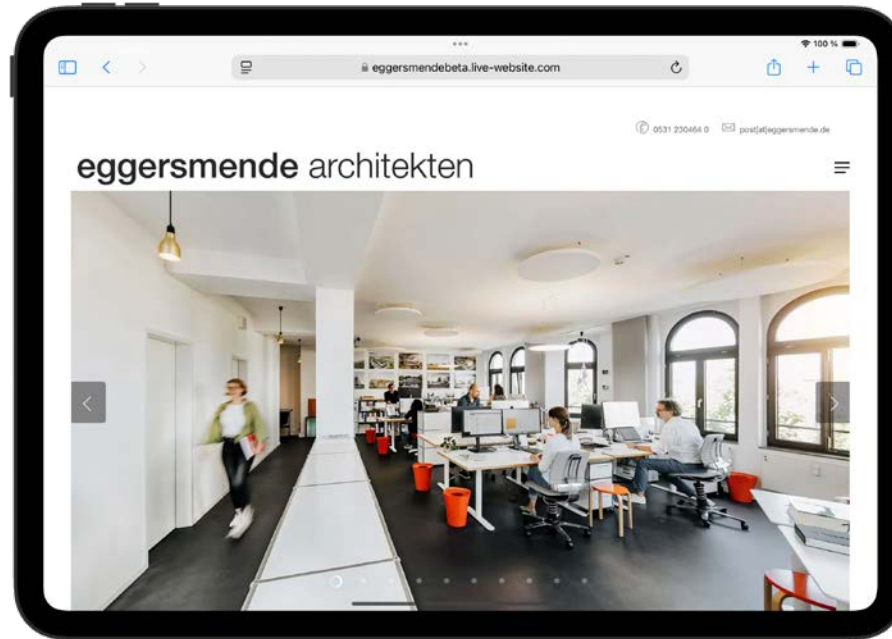 100 %
eggersmendebeta.live-website.com
0531 230464 0 post[at]eggersmende.de
eggersmende architekten